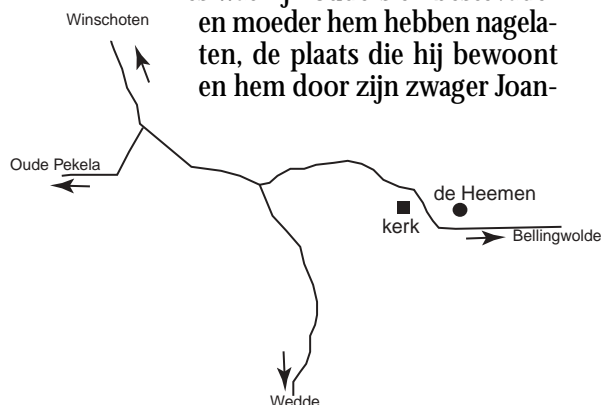 en moeder hem hebben nagela-
ten, de plaats die hij bewoont
en hem door zijn zwager Joan-
Winschoten
Oude Pekela
de Heemen
kerk
Bellingwolde
Wedde